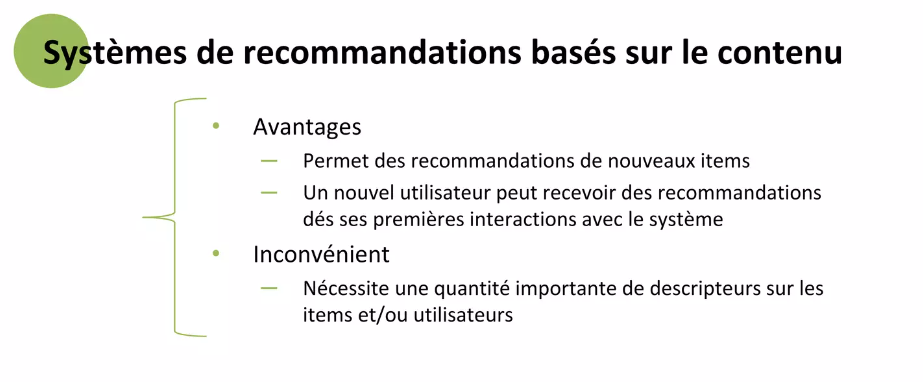 Systèmes de recommandations basés sur le contenu
• Avantages
— Permet des recommandations de nouveaux items
— Un nouvel utilisateur peut recevoir des recommandations
dés ses premières interactions avec le système
• Inconvénient
— Nécessite une quantité importante de descripteurs sur les
items et/ou utilisateurs